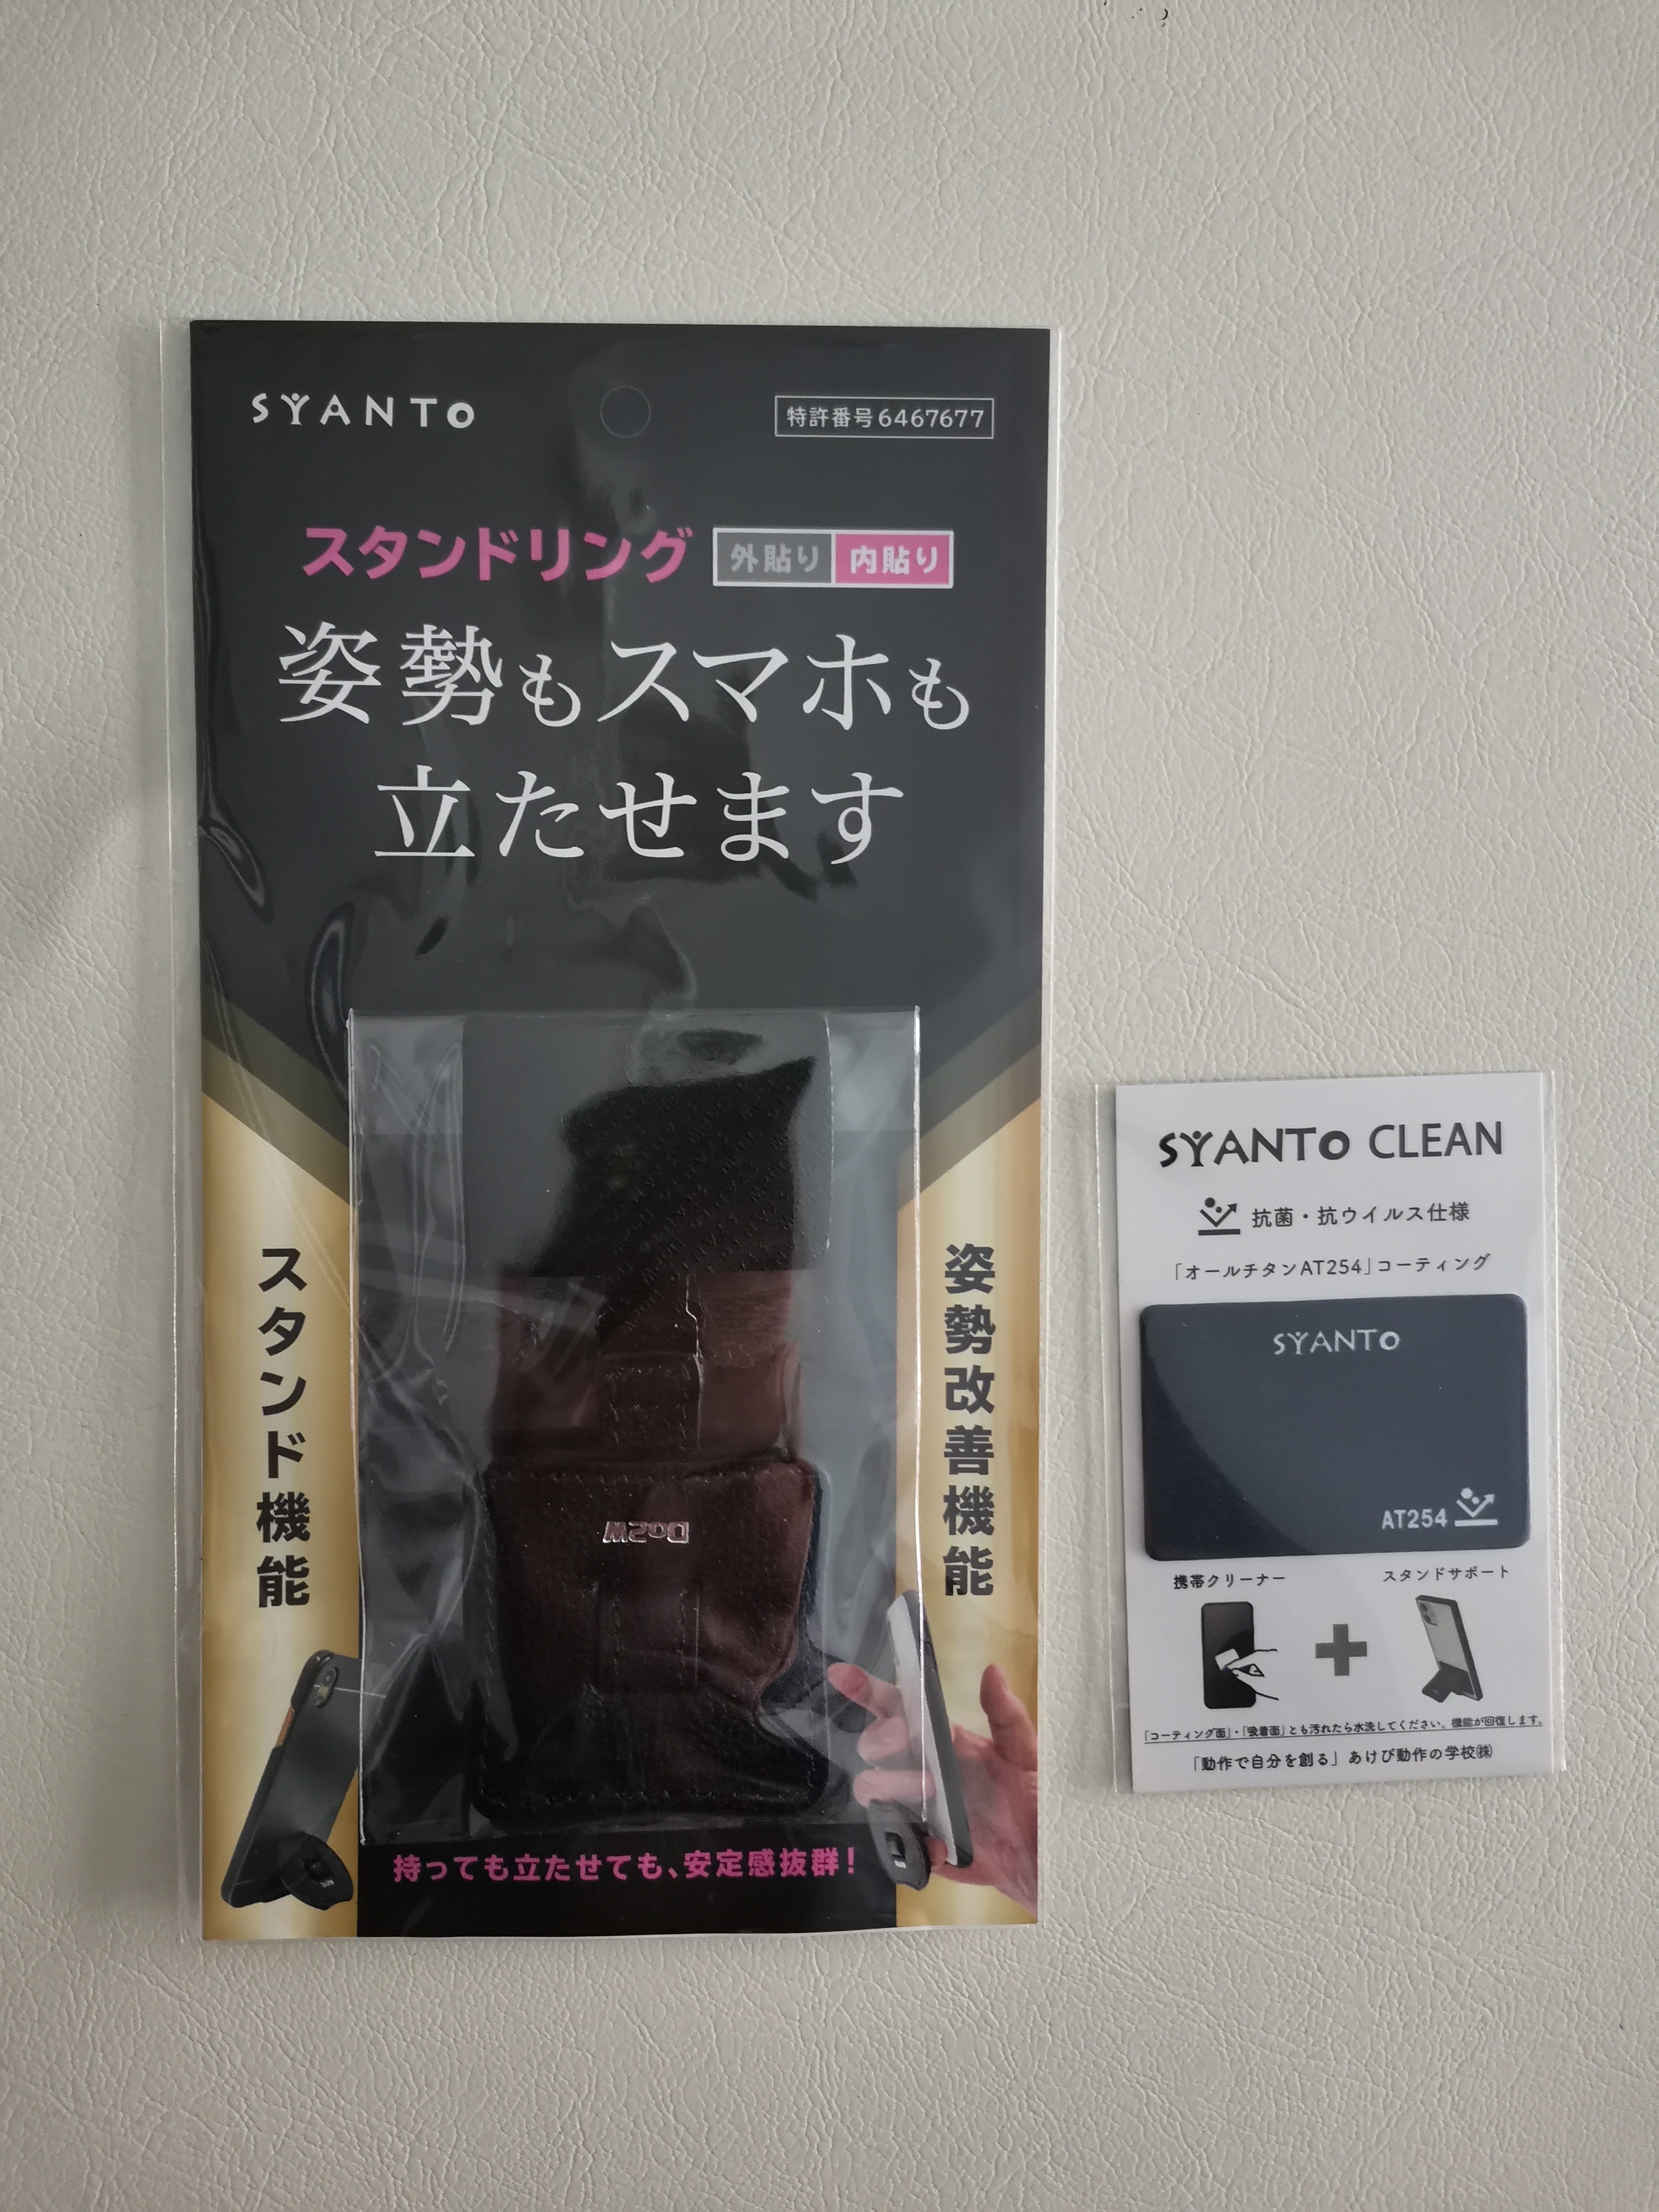 SYANTO
特許番号6467677
スタンドリング 外貼り 内貼り
姿勢もスマホも
立たせます
スタンド機能
姿勢改善機能
DoSW
持っても立たせても、安定感抜群！
SYANTO CLEAN
抗菌・抗ウイルス仕様
「オールチタンAT254」コーティング
SYANTO
AT254
携帯クリーナー
スタンドサポート
「コーティング面」・「吸着面」とも汚れたら水洗してください。機能が回復します。
「動作で自分を創る」あけび動作の学校㈱